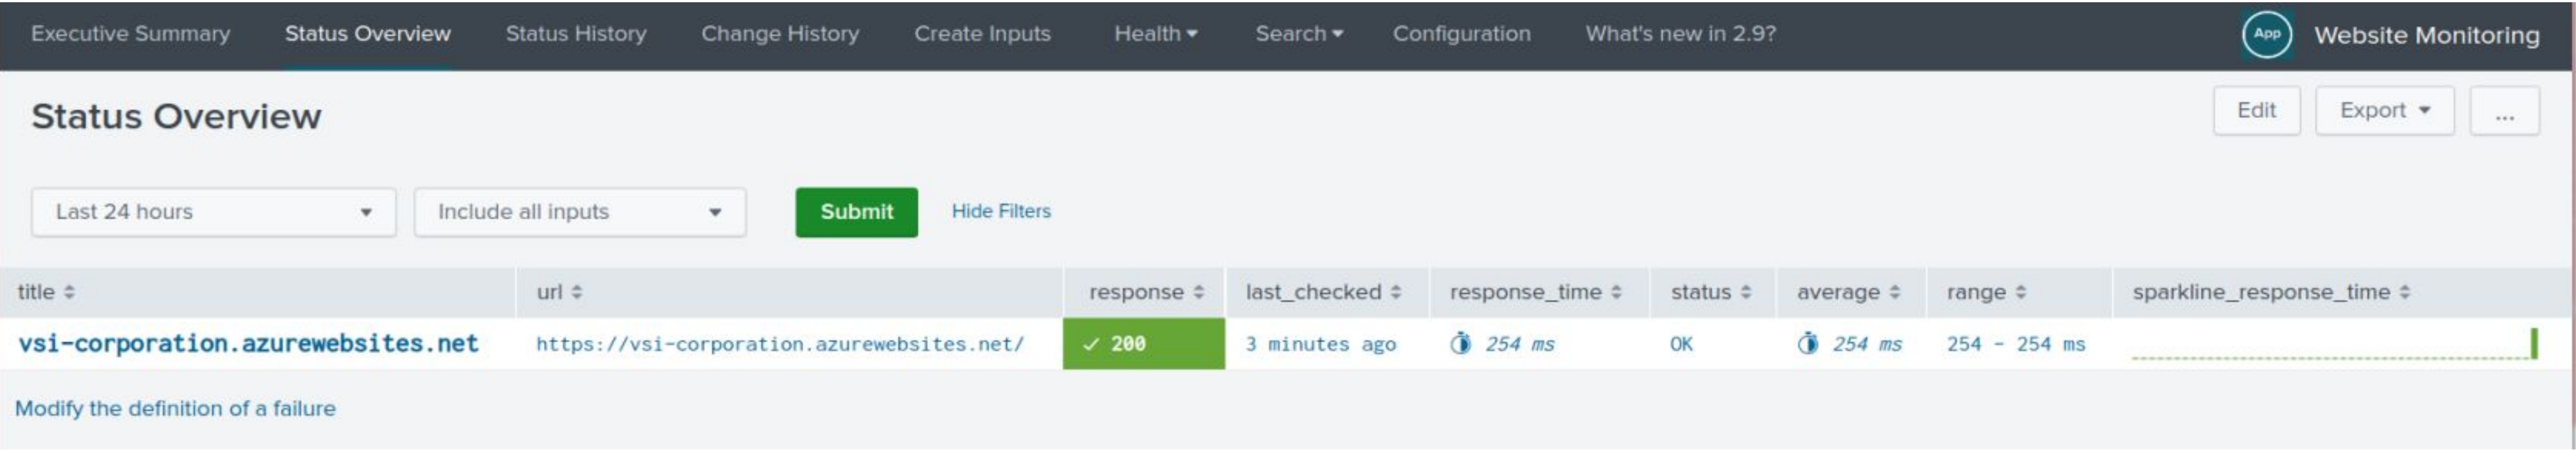 Executive Summary Status Overview Status History Change History Create Inputs Health Search Configuration What's new in 2.9? App Website Monitoring
Status Overview Edit Export ...
Last 24 hours Include all inputs Submit Hide Filters
title url response last_checked response_time status average range sparkline_response_time
vsi-corporation.azurewebsites.net https://vsi-corporation.azurewebsites.net/ ✓ 200 3 minutes ago 254 ms OK 254 ms 254 - 254 ms
Modify the definition of a failure